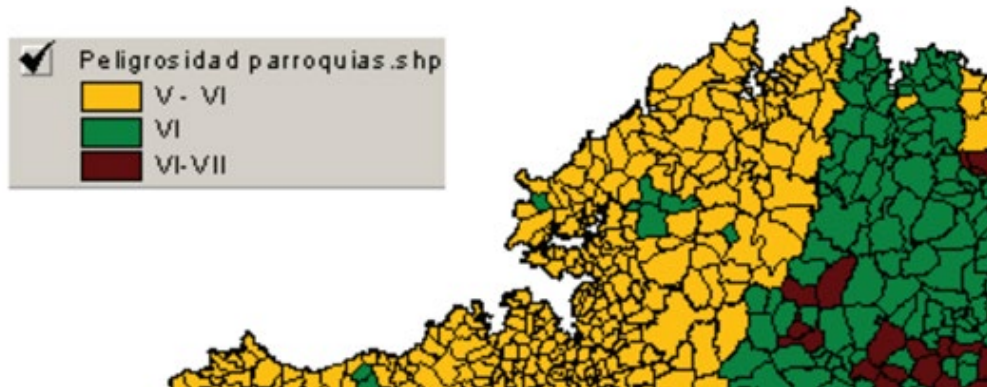 Peligrosidad parroquias.shp
V - VI
VI
VI-VII